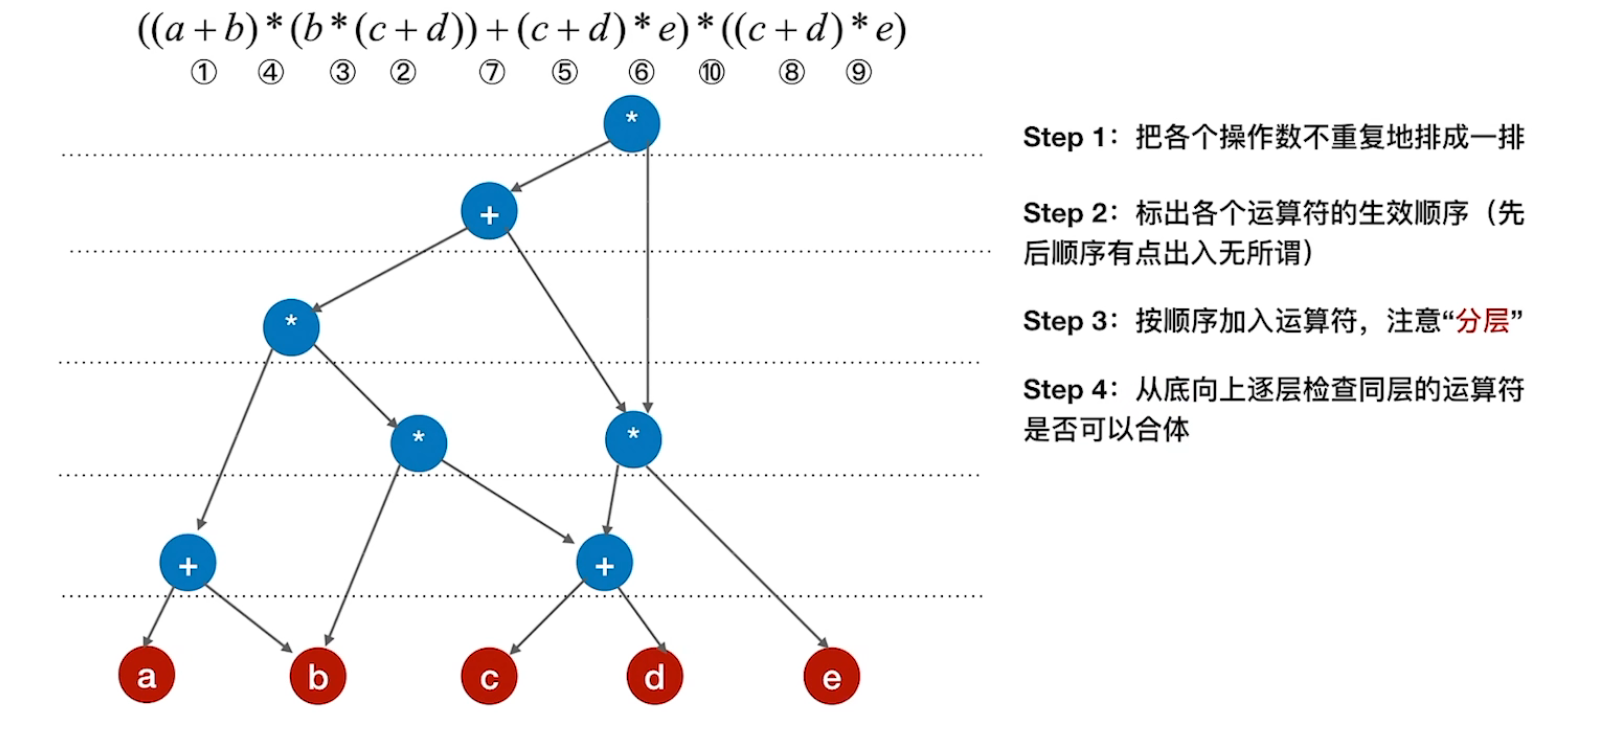 ((a+b)*(b*(c+d))+(c+d)*e)*((c+d)*e)
① ④ ③ ② ⑦ ⑤ ⑥ ⑩ ⑧ ⑨
*
+
*
* *
+ +
a b c d e
Step 1：把各个操作数不重复地排成一排
Step 2：标出各个运算符的生效顺序（先
后顺序有点出入无所谓）
Step 3：按顺序加入运算符，注意“分层”
Step 4：从底向上逐层检查同层的运算符
是否可以合体